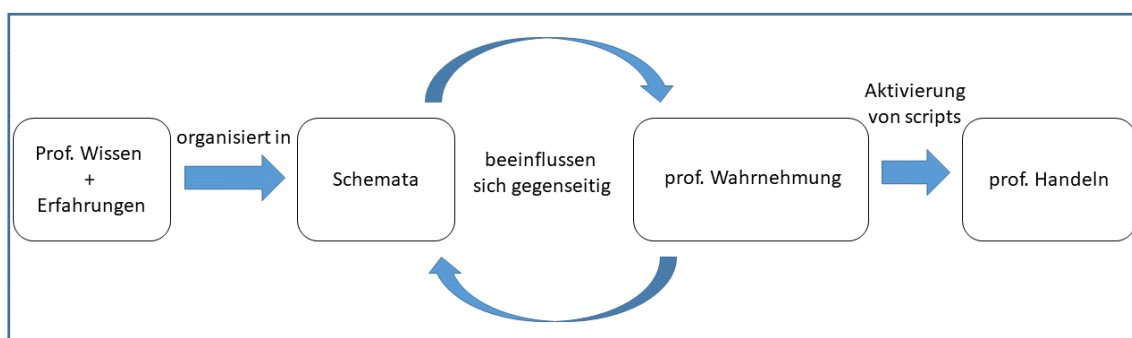 Prof. Wissen
+
Erfahrungen
organisiert in
Schemata
beeinflussen
sich gegenseitig
prof. Wahrnehmung
Aktivierung
von scripts
prof. Handeln